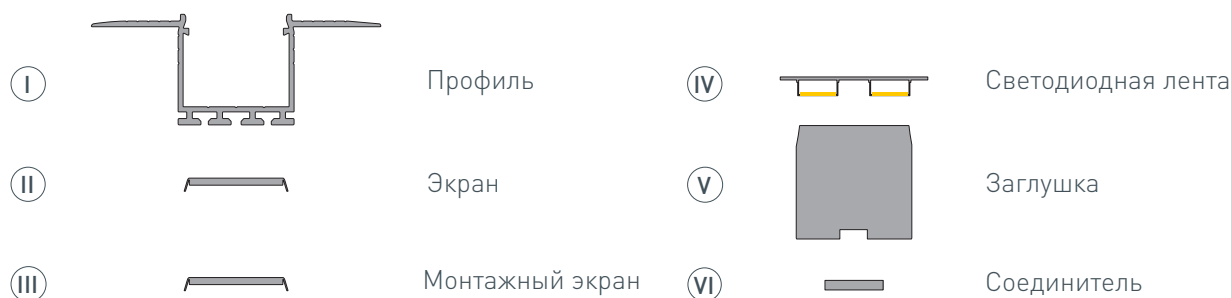 I Профиль
II Экран
III Монтажный экран
IV Светодиодная лента
V Заглушка
VI Соединитель